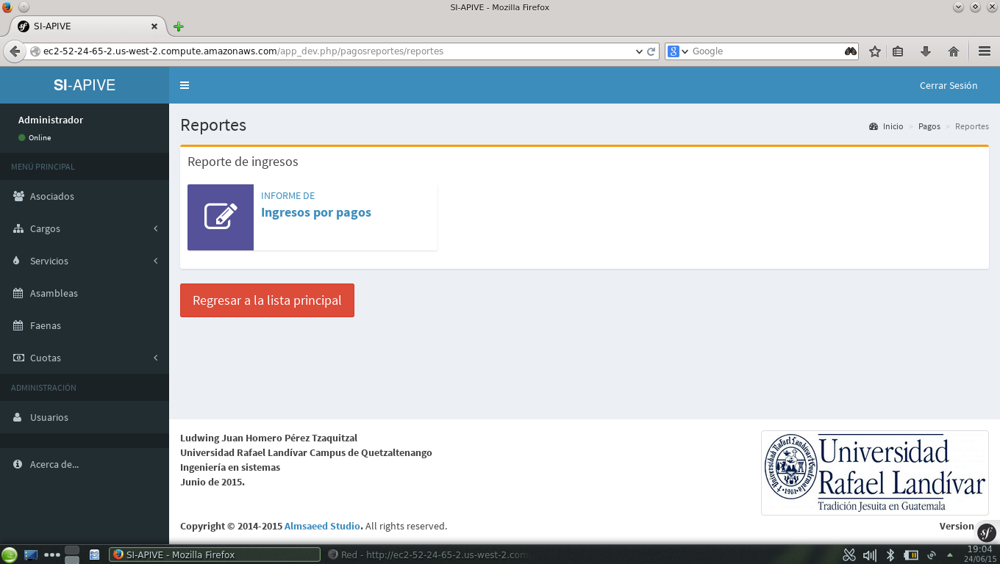 SI-APIVE - Mozilla Firefox
SI-APIVE
ec2-52-24-65-2.us-west-2.compute.amazonaws.com/app_dev.php/pagosreportes/reportes
Google
SI-APIVE
Cerrar Sesión
Administrador
Online
MENÚ PRINCIPAL
Asociados
Cargos
Servicios
Asambleas
Faenas
Cuotas
ADMINISTRACIÓN
Usuarios
Acerca de...
Reportes
Inicio > Pagos > Reportes
Reporte de ingresos
INFORME DE
Ingresos por pagos
Regresar a la lista principal
Ludwing Juan Homero Pérez Tzaquitzal
Universidad Rafael Landívar Campus de Quetzaltenango
Ingeniería en sistemas
Junio de 2015.
Universidad
Rafael Landívar
Tradición Jesuita en Guatemala
Copyright © 2014-2015 Almsaeed Studio. All rights reserved.
Version
SI-APIVE - Mozilla Firefox
Red - http://ec2-52-24-65-2.us-west-2.com
19:04
24/06/15